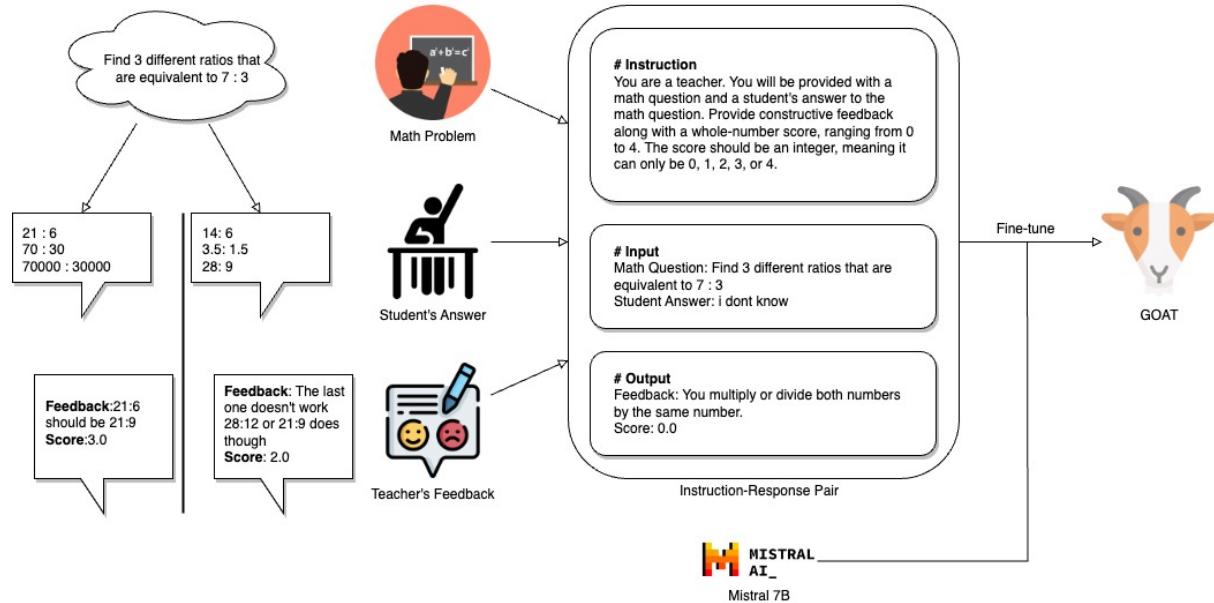 Find 3 different ratios that
are equivalent to 7 : 3
21 : 6
70 : 30
70000 : 30000
14: 6
3.5: 1.5
28: 9
Feedback:21:6
should be 21:9
Score:3.0
Feedback: The last
one doesn't work
28:12 or 21:9 does
though
Score: 2.0
a²+b²=c²
Math Problem
Student's Answer
Teacher's Feedback
# Instruction
You are a teacher. You will be provided with a
math question and a student's answer to the
math question. Provide constructive feedback
along with a whole-number score, ranging from 0
to 4. The score should be an integer, meaning it
can only be 0, 1, 2, 3, or 4.
# Input
Math Question: Find 3 different ratios that are
equivalent to 7 : 3
Student Answer: i dont know
# Output
Feedback: You multiply or divide both numbers
by the same number.
Score: 0.0
Instruction-Response Pair
MISTRAL
AI_
Mistral 7B
Fine-tune
GOAT